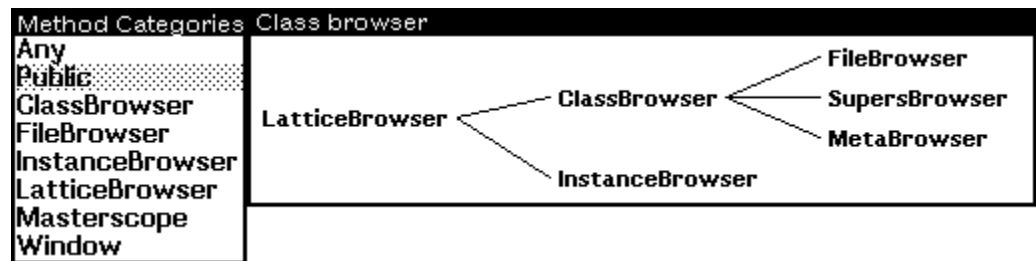 Method Categories
Any
Public
ClassBrowser
FileBrowser
InstanceBrowser
LatticeBrowser
Masterscope
Window
Class browser
LatticeBrowser
ClassBrowser
InstanceBrowser
FileBrowser
SupersBrowser
MetaBrowser